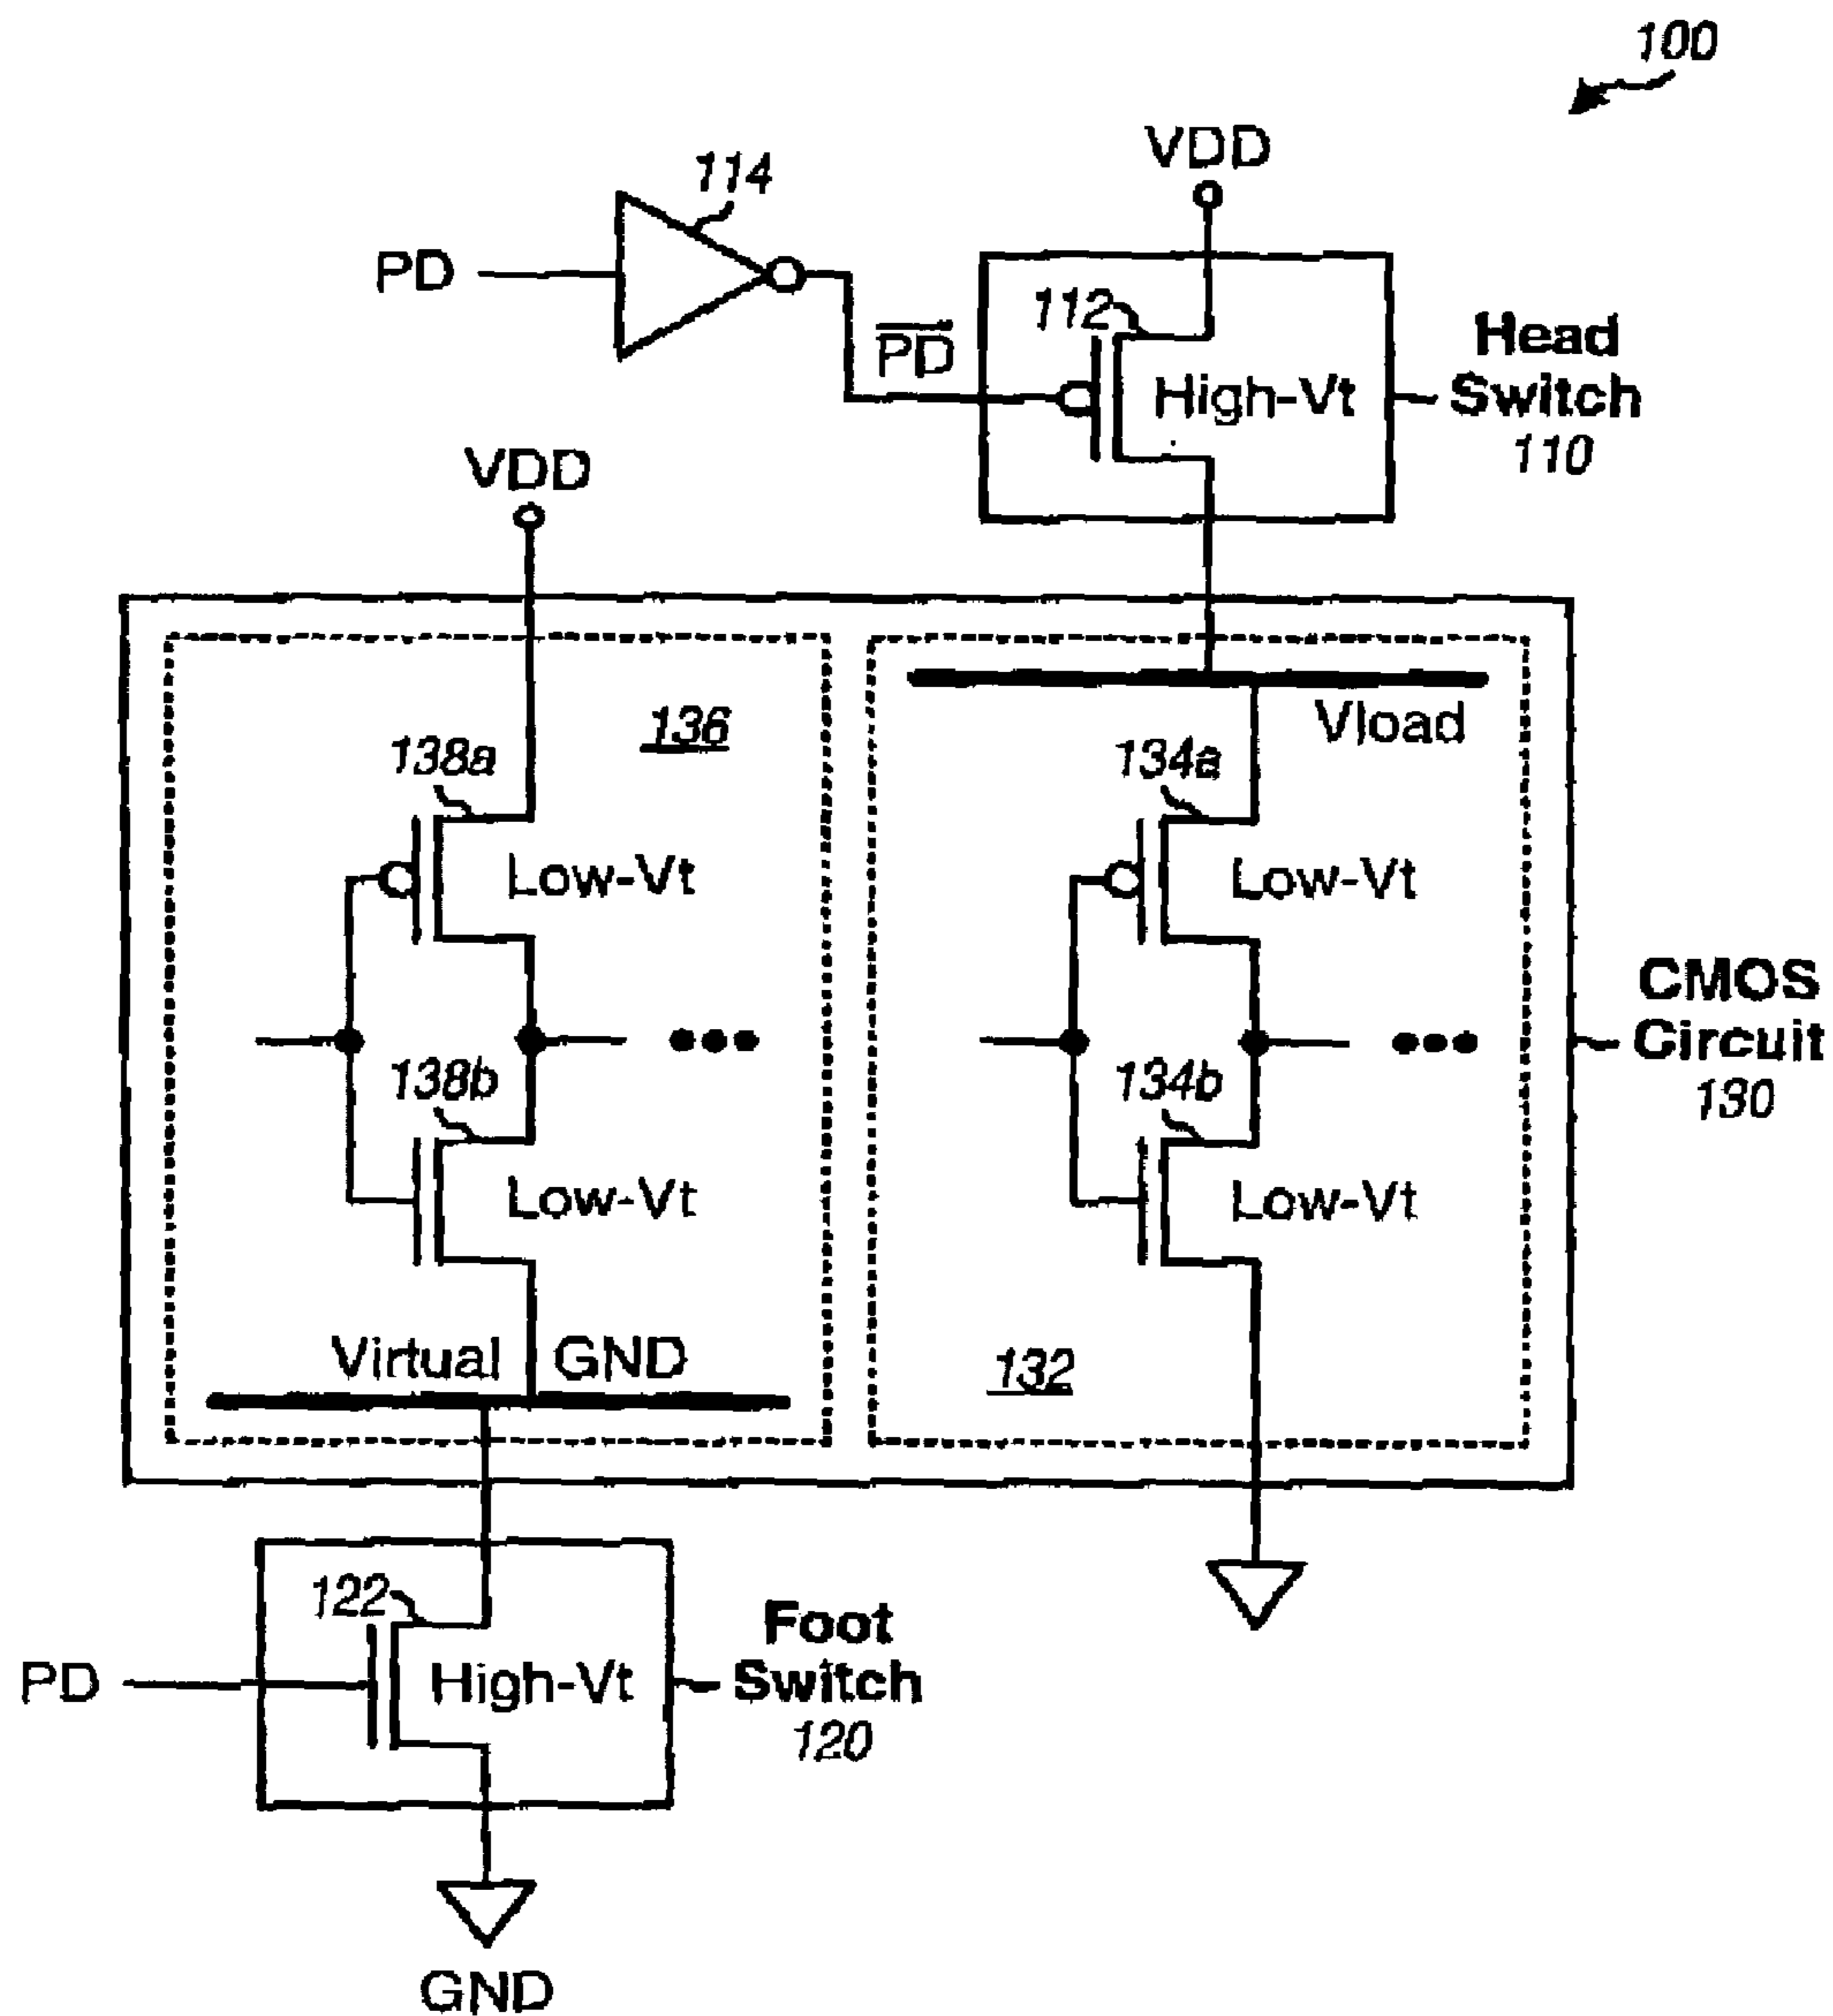 100
VDD
114
PD
112
PD
High-Vt
Head
Switch
110
VDD
136
Vload
138a
134a
Low-Vt
Low-Vt
CMOS
Circuit
130
138b
134b
Low-Vt
Low-Vt
Virtual GND
132
122
PD
High-Vt
Foot
Switch
120
GND